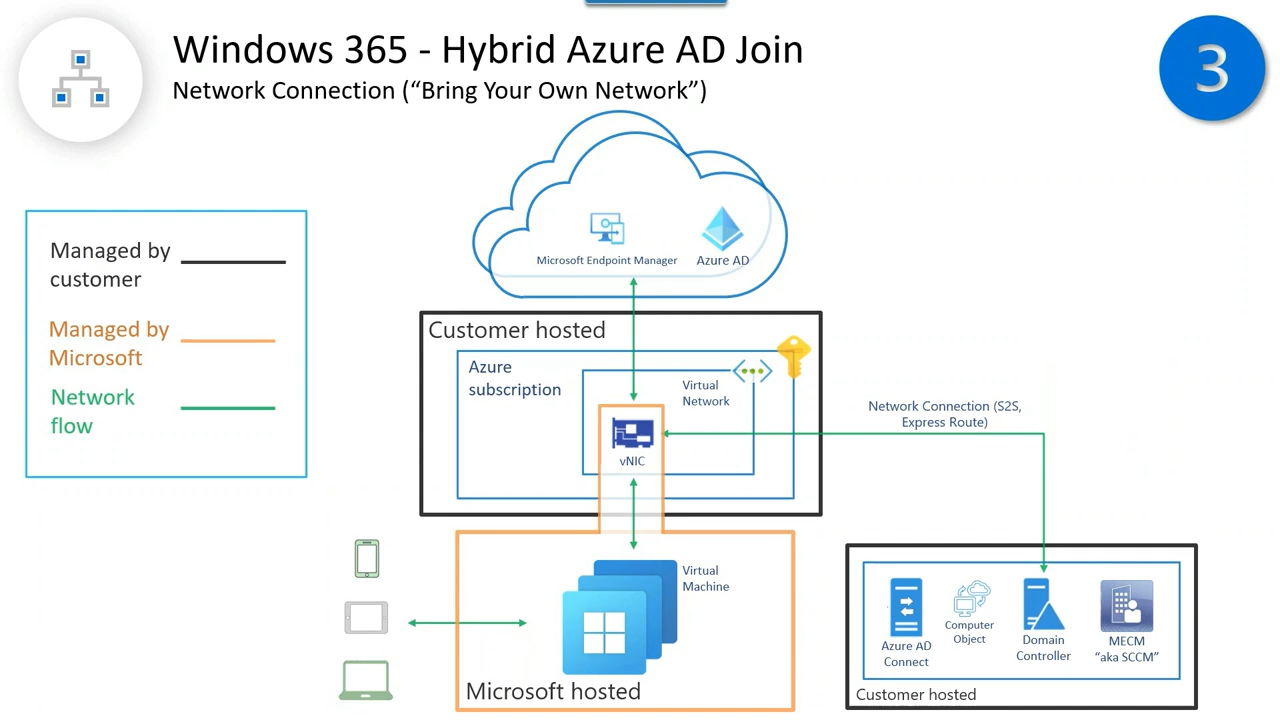 Windows 365 - Hybrid Azure AD Join
Network Connection (“Bring Your Own Network”)
3
Managed by
customer
Managed by
Microsoft
Network
flow
Microsoft Endpoint Manager
Azure AD
Customer hosted
Azure
subscription
Virtual
Network
vNIC
Network Connection (S2S,
Express Route)
Virtual
Machine
Microsoft hosted
Azure AD
Connect
Computer
Object
Domain
Controller
MECM
“aka SCCM”
Customer hosted